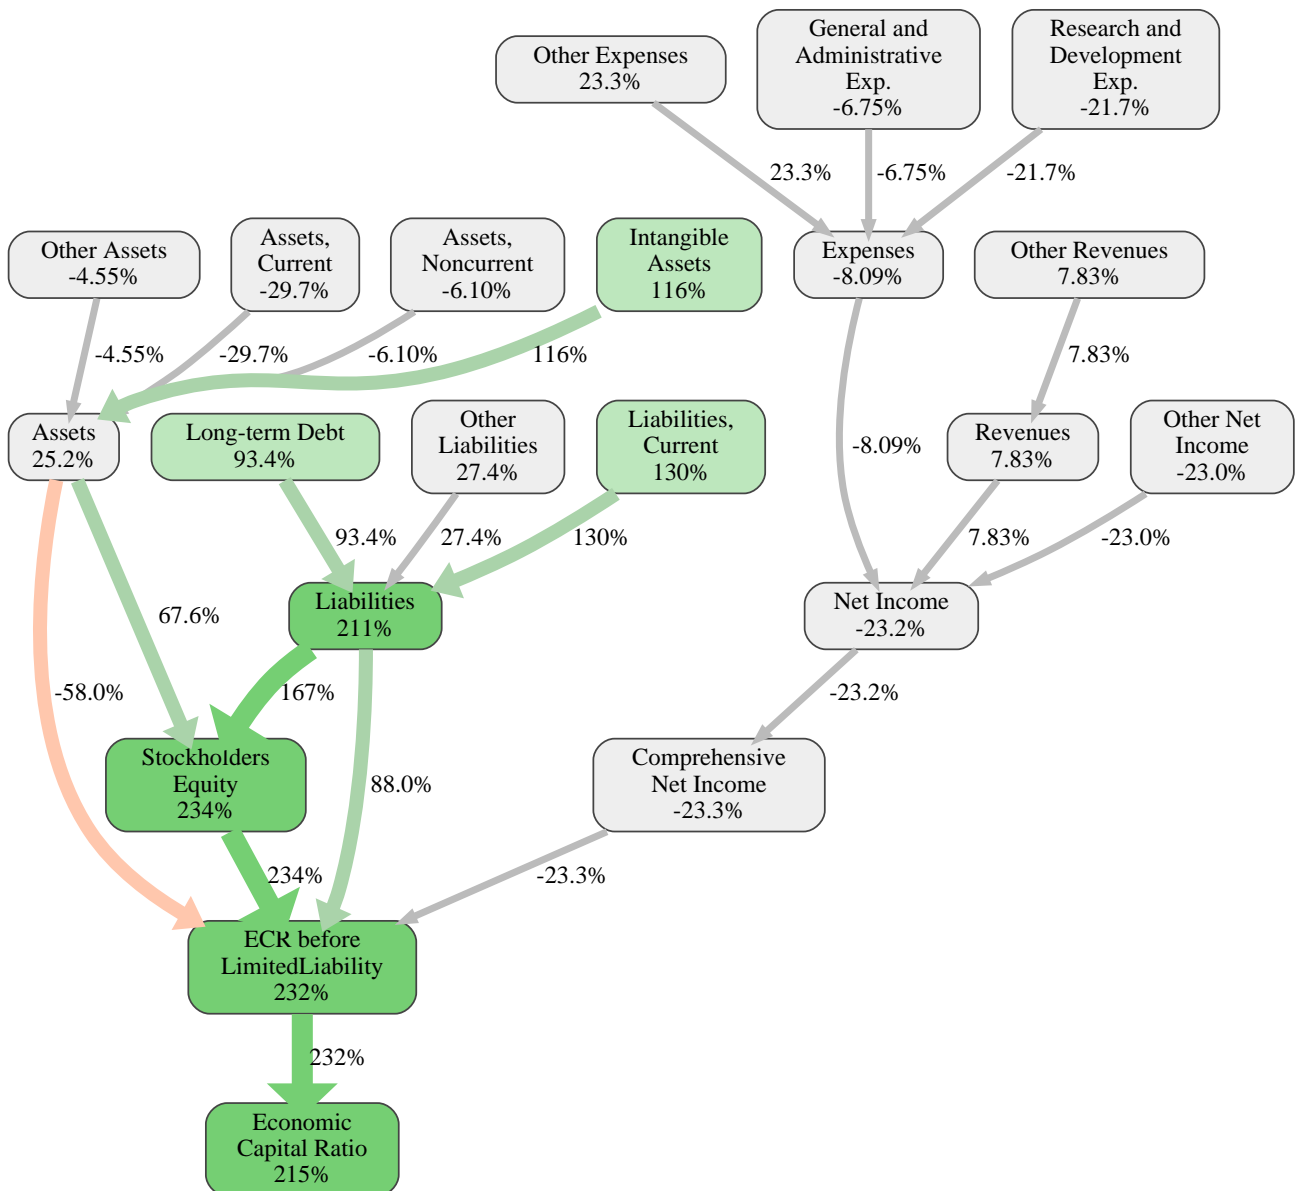 Other Expenses
23.3%
General and
Administrative
Exp.
-6.75%
Research and
Development
Exp.
-21.7%
23.3%
-6.75%
-21.7%
Other Assets
-4.55%
Assets,
Current
-29.7%
Assets,
Noncurrent
-6.10%
Intangible
Assets
116%
Expenses
-8.09%
Other Revenues
7.83%
-4.55%
-29.7%
-6.10%
116%
7.83%
Assets
25.2%
Long-term Debt
93.4%
Other
Liabilities
27.4%
Liabilities,
Current
130%
-8.09%
Revenues
7.83%
Other Net
Income
-23.0%
93.4%
27.4%
130%
7.83%
-23.0%
67.6%
Liabilities
211%
Net Income
-23.2%
-58.0%
167%
-23.2%
Stockholders
Equity
234%
88.0%
Comprehensive
Net Income
-23.3%
234%
-23.3%
ECR before
LimitedLiability
232%
232%
Economic
Capital Ratio
215%